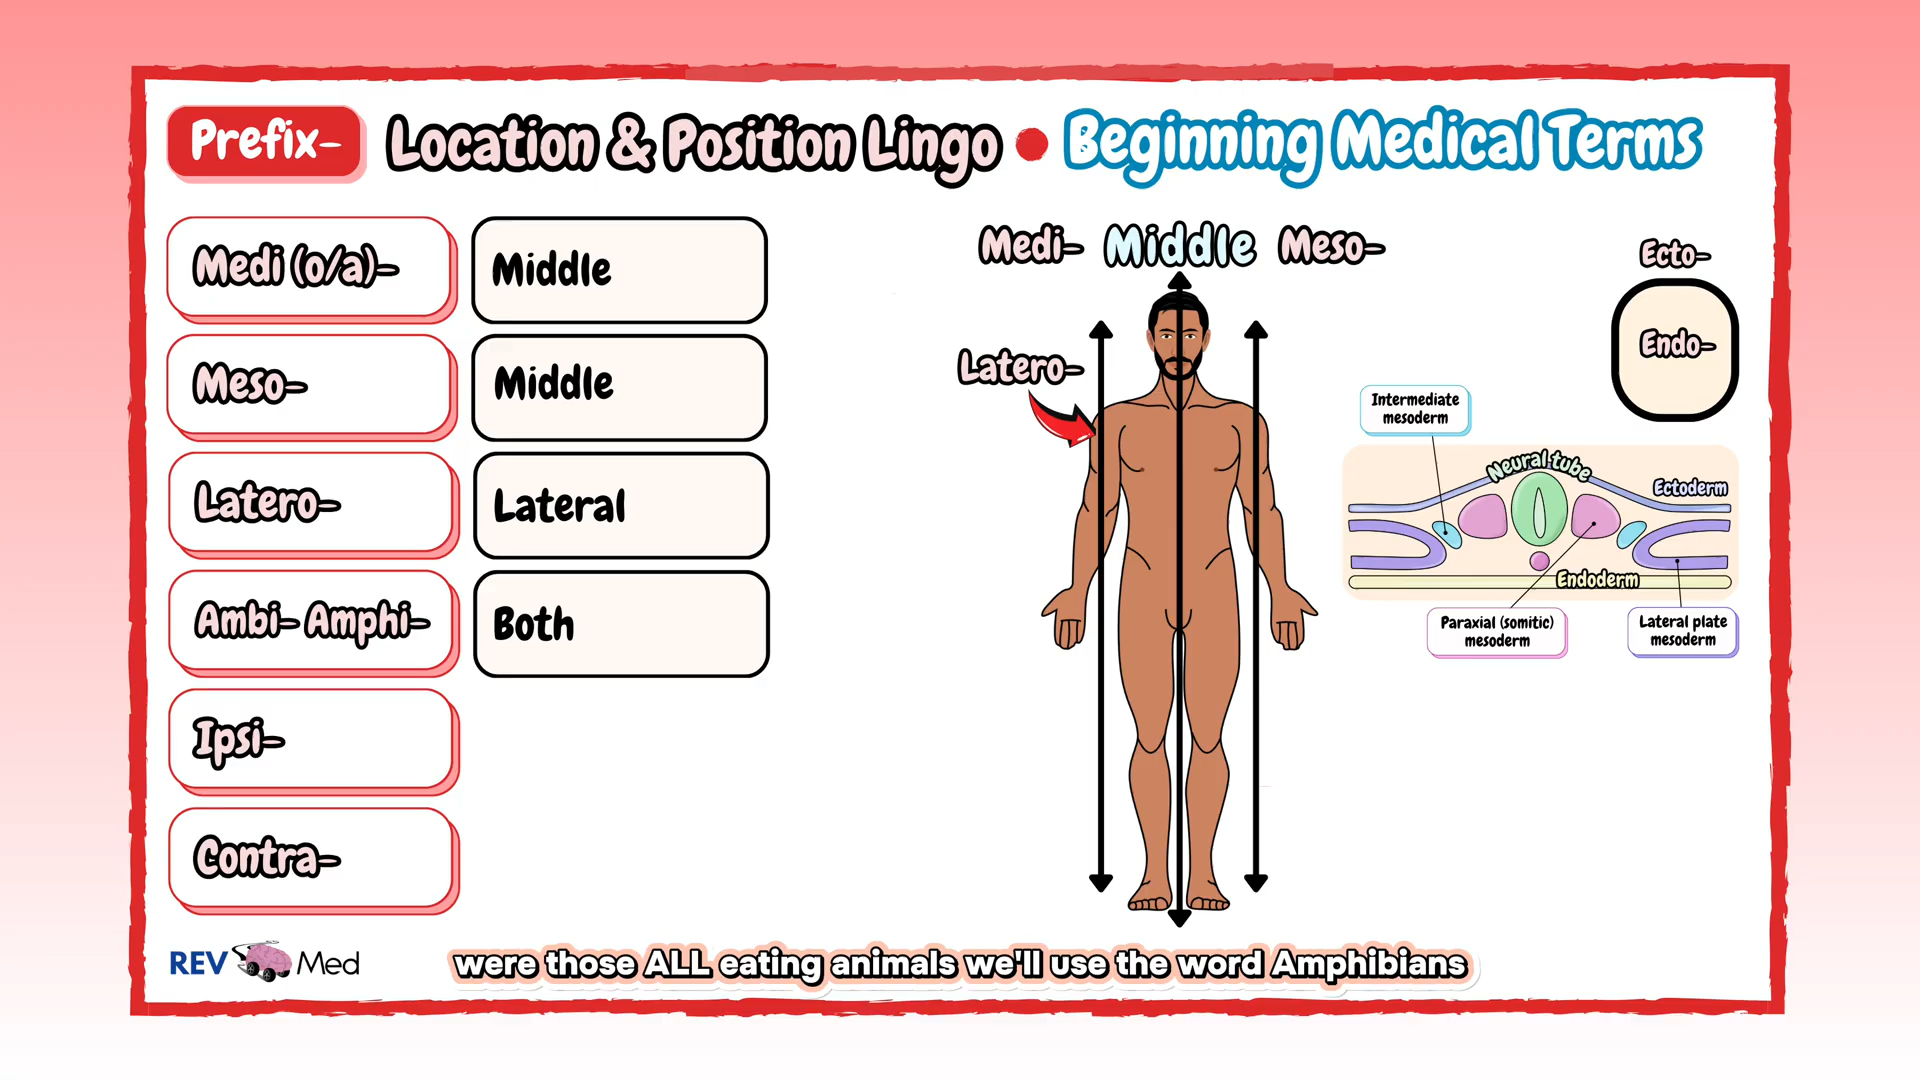 Prefix-
Location & Position Lingo • Beginning Medical Terms
Medi (o/a)-
Middle
Meso-
Middle
Latero-
Lateral
Ambi- Amphi-
Both
Ipsi-
Contra-
Medi- Middle Meso-
Latero-
Ecto-
Endo-
Intermediate
mesoderm
Neural tube
Ectoderm
Endoderm
Paraxial (somitic)
mesoderm
Lateral plate
mesoderm
REV Med
were those ALL eating animals we'll use the word Amphibians